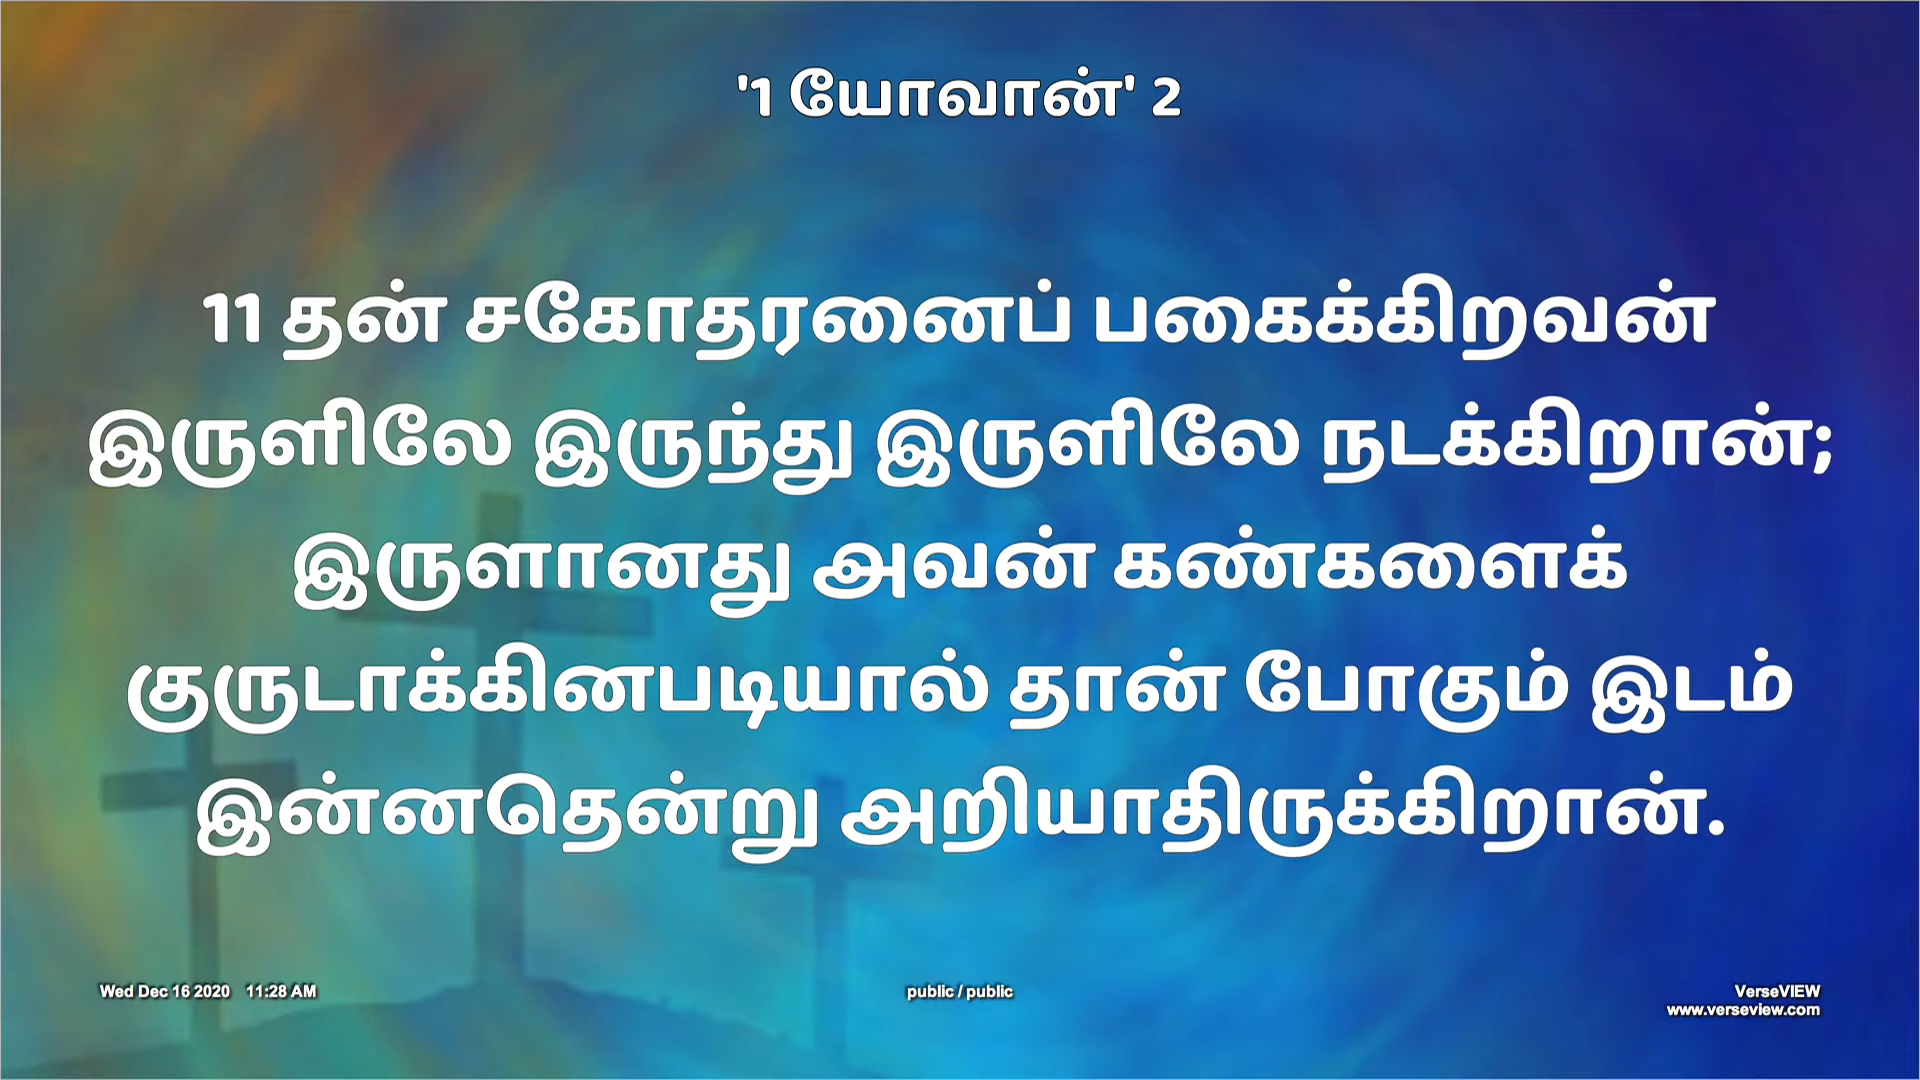 '1 யோவான்' 2
11 தன் சகோதரனைப் பகைக்கிறவன்
இருளிலே இருந்து இருளிலே நடக்கிறான்;
இருளானது அவன் கண்களைக்
குருடாக்கினபடியால் தான் போகும் இடம்
இன்னதென்று அறியாதிருக்கிறான்.
Wed Dec 16 2020 11:28 AM
public / public
VerseVIEW
www.verseview.com